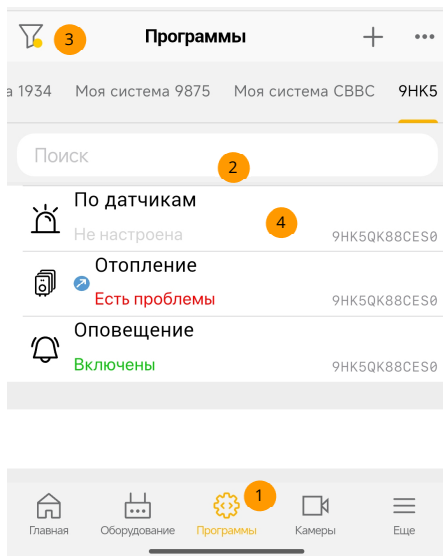 3 Программы
а 1934 Моя система 9875 Моя система CBBC 9HK5
Поиск
2
По датчикам
Не настроена 4 9HK5QK88CES0
Отопление
Есть проблемы 9HK5QK88CES0
Оповещение
Включены 9HK5QK88CES0
1
Главная Оборудование Программы Камеры Еще